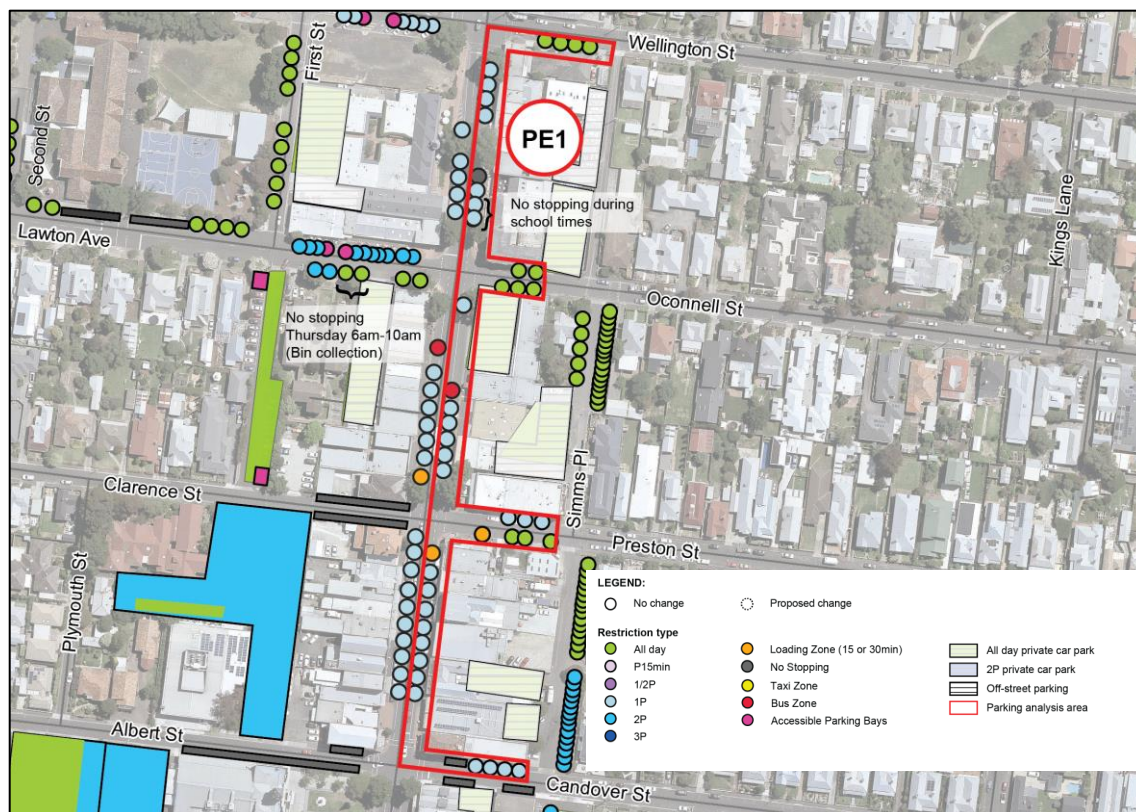 Wellington St
First St
Second St
PE1
Kings Lane
No stopping during
school times
Lawton Ave
Oconnell St
No stopping
Thursday 6am-10am
(Bin collection)
Simms Pl
Clarence St
Preston St
Plymouth St
Albert St
Candover St
LEGEND:
No change
Proposed change
Restriction type
All day
P15min
1/2P
1P
2P
3P
Loading Zone (15 or 30min)
No Stopping
Taxi Zone
Bus Zone
Accessible Parking Bays
All day private car park
2P private car park
Off-street parking
Parking analysis area